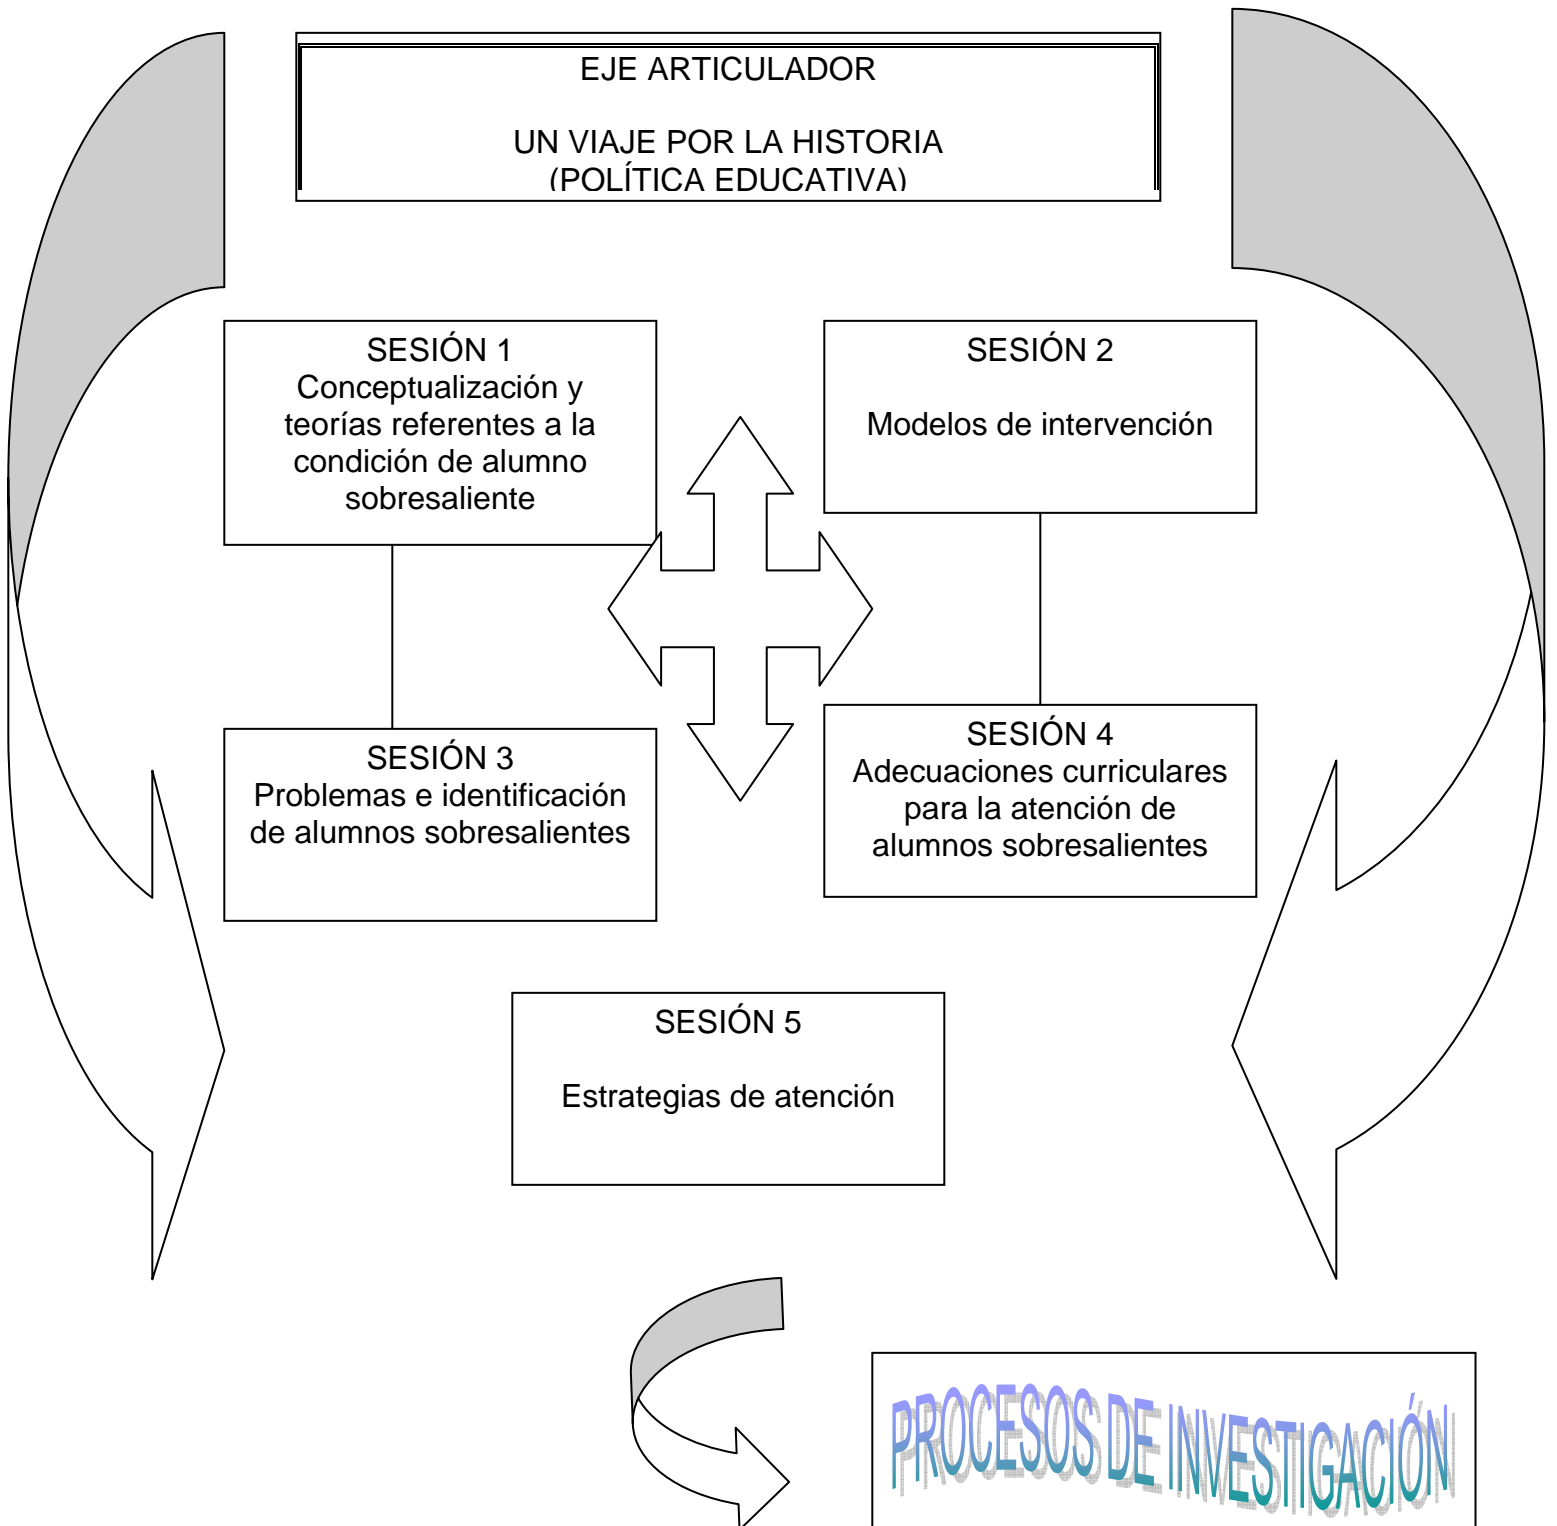 EJE ARTICULADOR
UN VIAJE POR LA HISTORIA
(POLÍTICA EDUCATIVA)
SESIÓN 1
Conceptualización y
teorías referentes a la
condición de alumno
sobresaliente
SESIÓN 2
Modelos de intervención
SESIÓN 3
Problemas e identificación
de alumnos sobresalientes
SESIÓN 4
Adecuaciones curriculares
para la atención de
alumnos sobresalientes
SESIÓN 5
Estrategias de atención
PROCESOS DE INVESTIGACIÓN